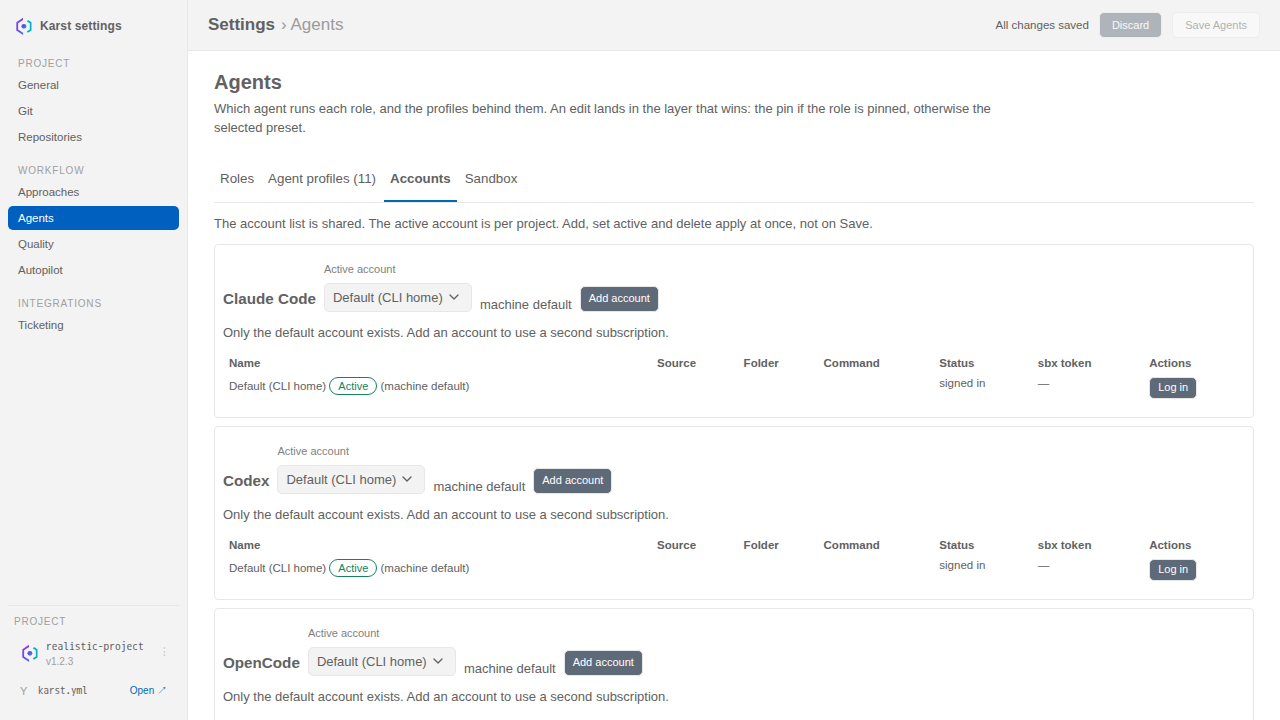 Karst settings
PROJECT
General
Git
Repositories
WORKFLOW
Approaches
Agents
Quality
Autopilot
INTEGRATIONS
Ticketing
PROJECT
realistic-project
v1.2.3
Y karst.yml Open ↗
Settings › Agents
All changes saved Discard Save Agents
Agents
Which agent runs each role, and the profiles behind them. An edit lands in the layer that wins: the pin if the role is pinned, otherwise the
selected preset.
Roles Agent profiles (11) Accounts Sandbox
The account list is shared. The active account is per project. Add, set active and delete apply at once, not on Save.
Active account
Claude Code Default (CLI home) machine default Add account
Only the default account exists. Add an account to use a second subscription.
Name Source Folder Command Status sbx token Actions
Default (CLI home) Active (machine default) signed in — Log in
Active account
Codex Default (CLI home) machine default Add account
Only the default account exists. Add an account to use a second subscription.
Name Source Folder Command Status sbx token Actions
Default (CLI home) Active (machine default) signed in — Log in
Active account
OpenCode Default (CLI home) machine default Add account
Only the default account exists. Add an account to use a second subscription.